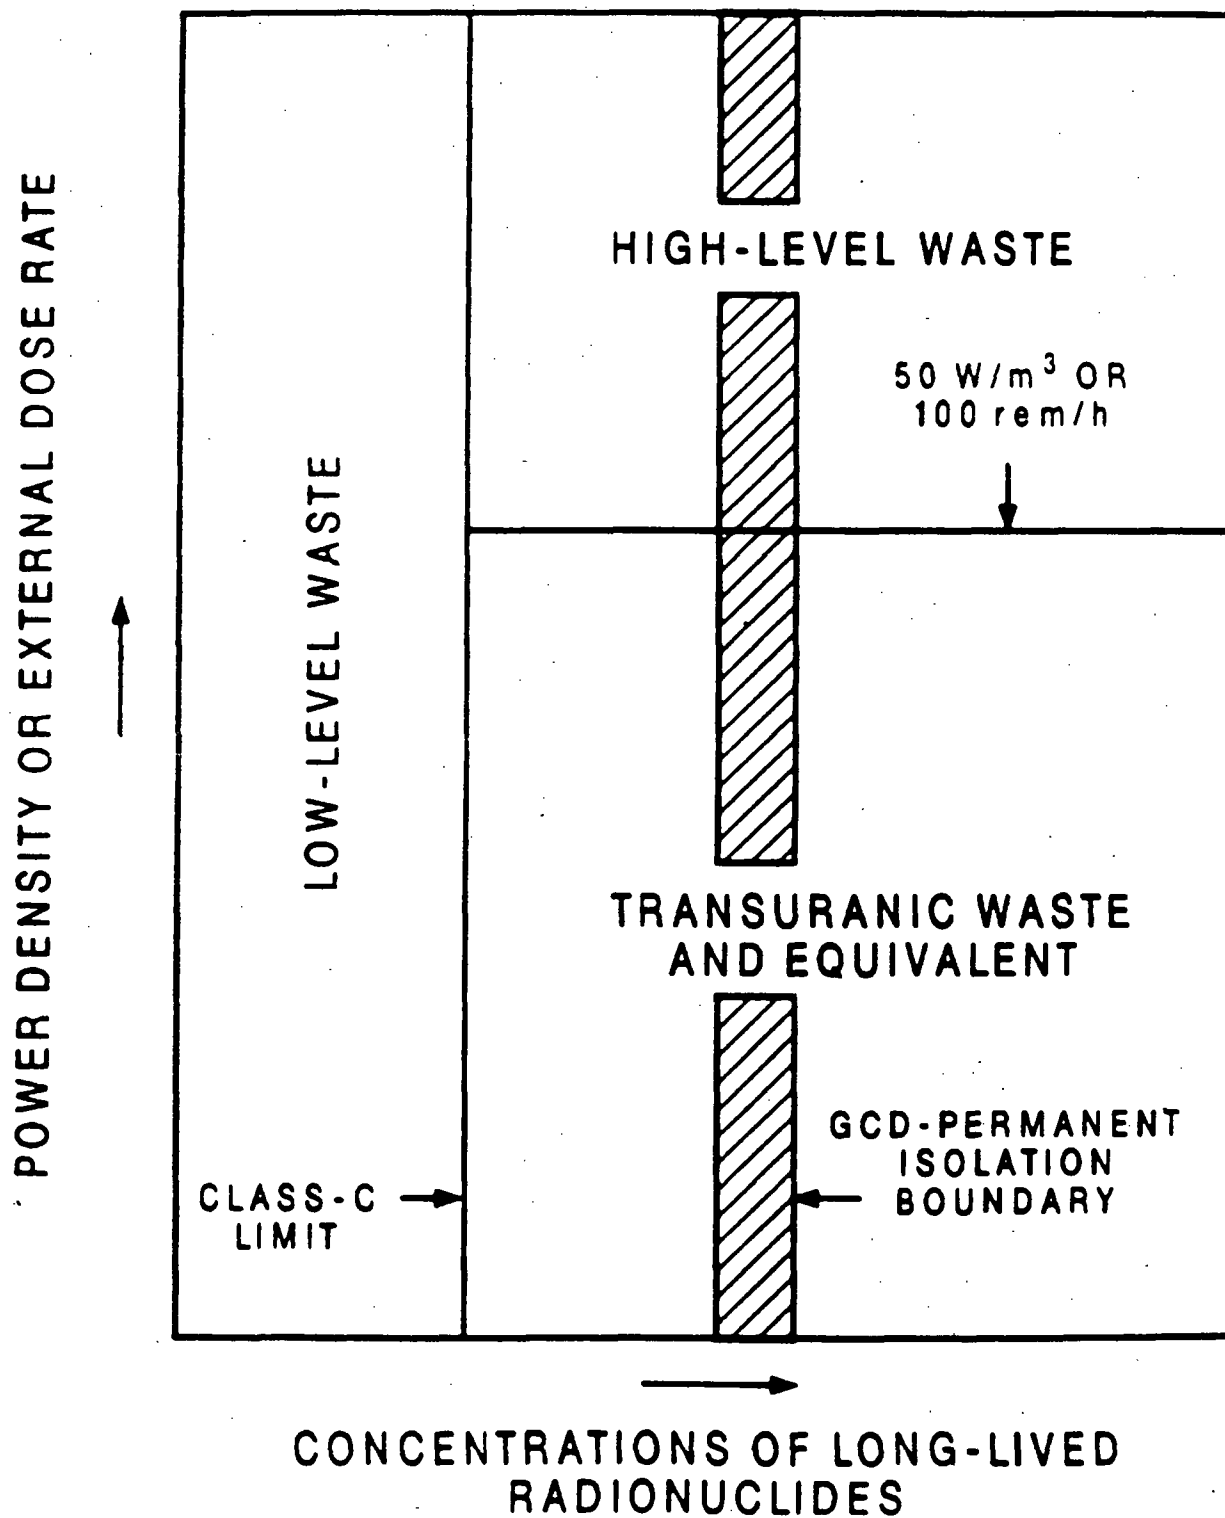 POWER DENSITY OR EXTERNAL DOSE RATE
LOW-LEVEL WASTE
HIGH-LEVEL WASTE
50 W/m³ OR
100 rem/h
TRANSURANIC WASTE
AND EQUIVALENT
GCD-PERMANENT
ISOLATION
BOUNDARY
CLASS-C
LIMIT
CONCENTRATIONS OF LONG-LIVED
RADIONUCLIDES